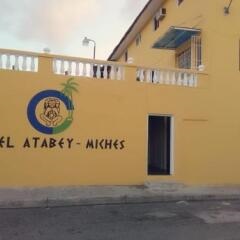 EL ATABEY - MICHES